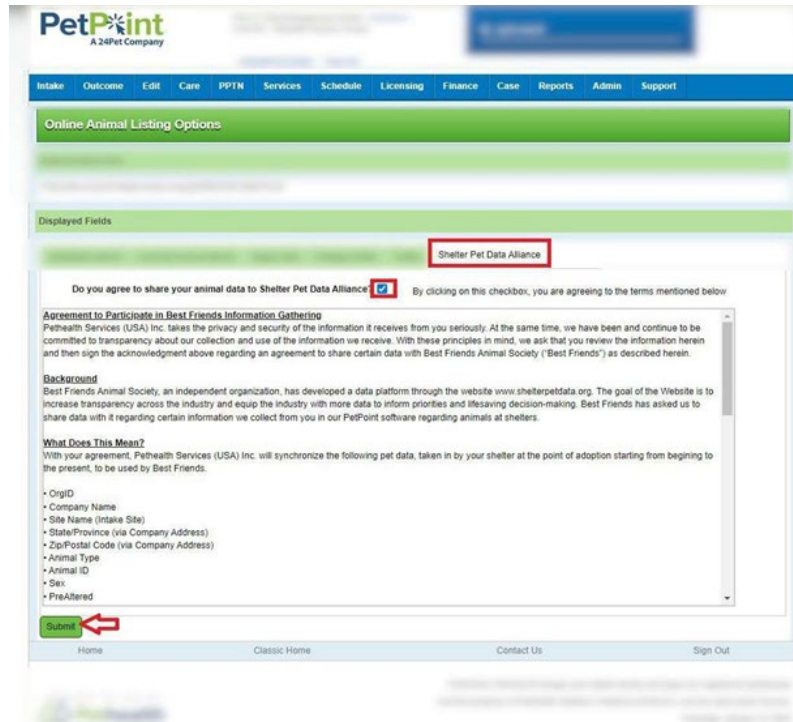 PetPoint
A 24Pet Company
Intake Outcome Edit Care PPTN Services Schedule Licensing Finance Case Reports Admin Support
Online Animal Listing Options
Displayed Fields
Shelter Pet Data Alliance
Do you agree to share your animal data to Shelter Pet Data Alliance? By clicking on this checkbox, you are agreeing to the terms mentioned below
Agreement to Participate in Best Friends Information Gathering
Pethealth Services (USA) Inc. takes the privacy and security of the information it receives from you seriously. At the same time, we have been and continue to be
committed to transparency about our collection and use of the information we receive. With these principles in mind, we ask that you review the information herein
and then sign the acknowledgment above regarding an agreement to share certain data with Best Friends Animal Society ("Best Friends") as described herein.
Background
Best Friends Animal Society, an independent organization, has developed a data platform through the website www.shelterpetdata.org. The goal of the Website is to
increase transparency across the industry and equip the industry with more data to inform priorities and lifesaving decision-making. Best Friends has asked us to
share data with it regarding certain information we collect from you in our PetPoint software regarding animals at shelters.
What Does This Mean?
With your agreement, Pethealth Services (USA) Inc. will synchronize the following pet data, taken in by your shelter at the point of adoption starting from begining to
the present, to be used by Best Friends.
• OrgID
• Company Name
• Site Name (Intake Site)
• State/Province (via Company Address)
• Zip/Postal Code (via Company Address)
• Animal Type
• Animal ID
• Sex
• PreAltered
Submit
Home Classic Home Contact Us Sign Out